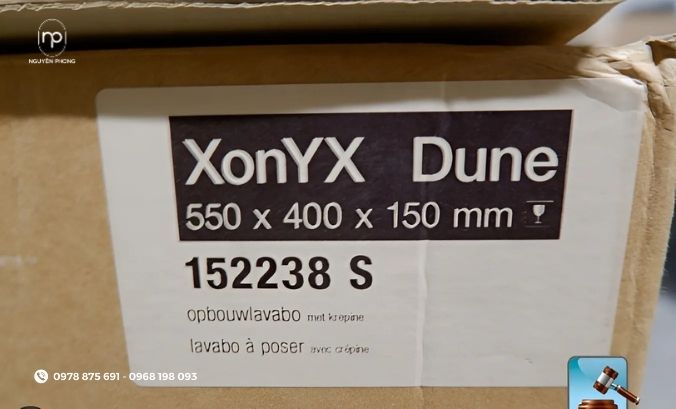 np
NGUYÊN PHONG
XonYX Dune
550 x 400 x 150 mm
152238 S
opbouwlavabo met krepine
lavabo à poser avec crépine
0978 875 691 - 0968 198 093